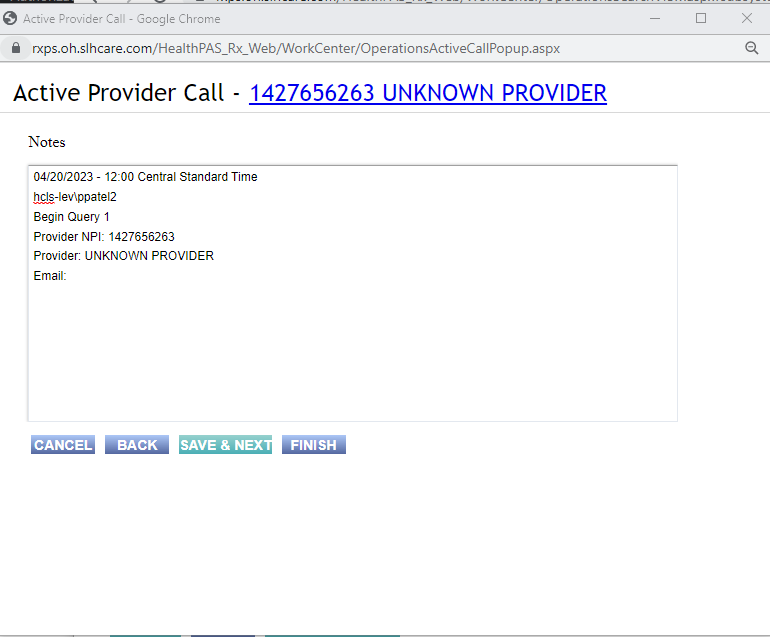 Active Provider Call - Google Chrome
rxps.oh.slhcare.com/HealthPAS_Rx_Web/WorkCenter/OperationsActiveCallPopup.aspx
Active Provider Call - 1427656263 UNKNOWN PROVIDER
Notes
04/20/2023 - 12:00 Central Standard Time
hcls-lev\ppatel2
Begin Query 1
Provider NPI: 1427656263
Provider: UNKNOWN PROVIDER
Email:
CANCEL BACK SAVE & NEXT FINISH